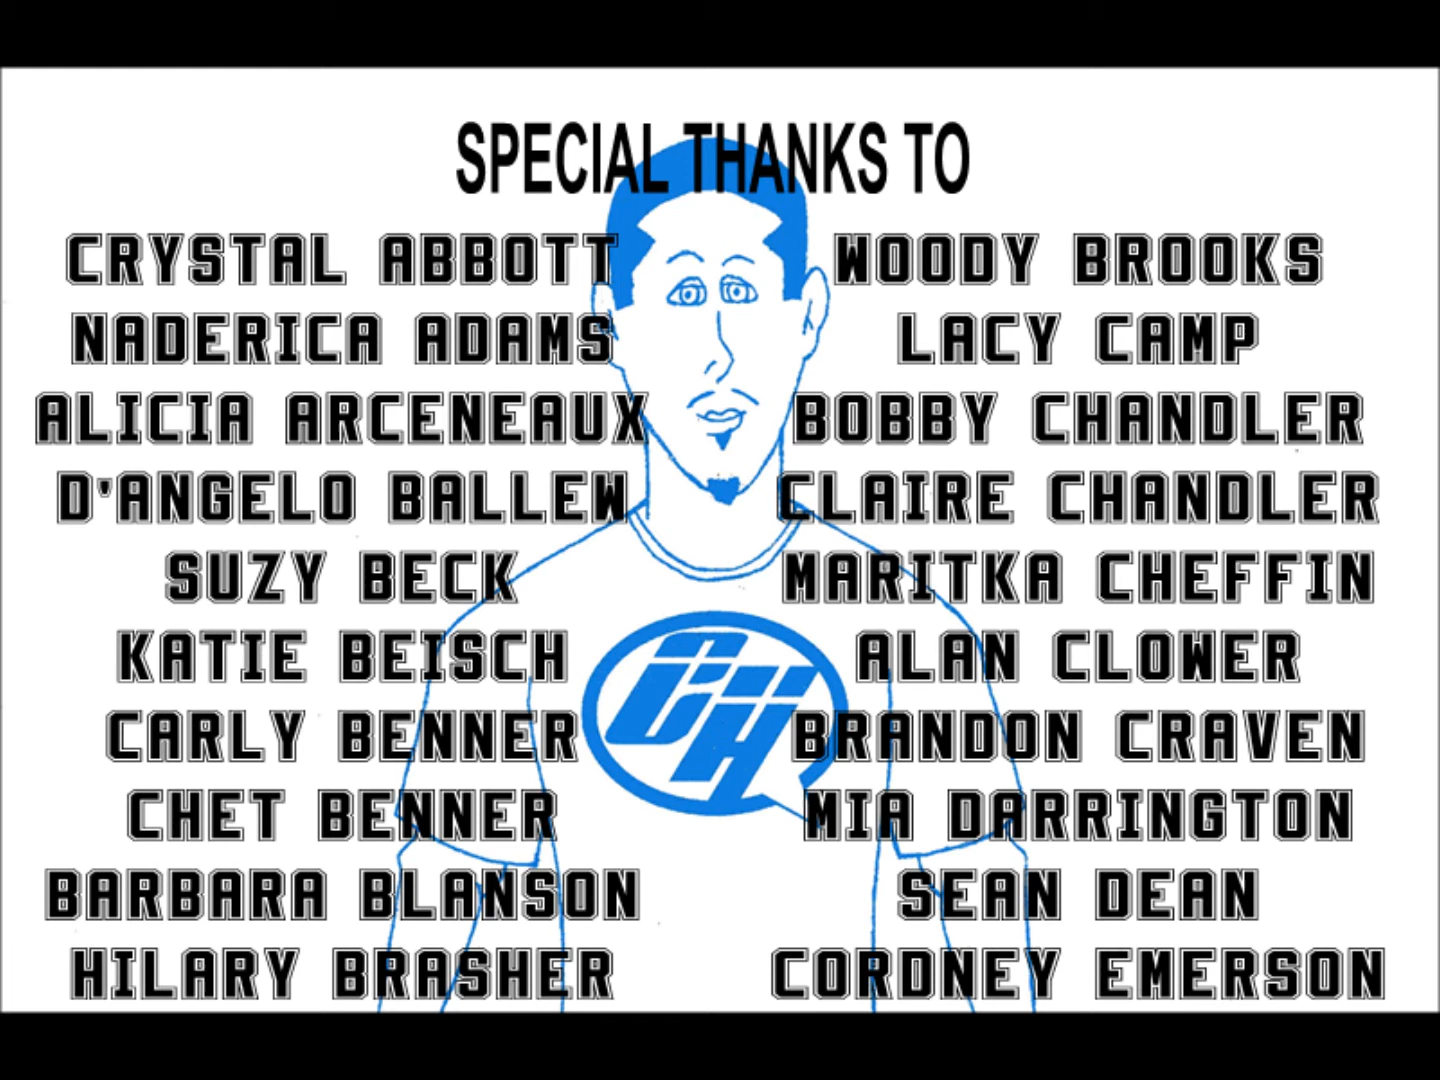 SPECIAL THANKS TO
CRYSTAL ABBOTT
NADERICA ADAMS
ALICIA ARCENEAUX
D'ANGELO BALLEW
SUZY BECK
KATIE BEISCH
CARLY BENNER
CHET BENNER
BARBARA BLANSON
HILARY BRASHER
WOODY BROOKS
LACY CAMP
BOBBY CHANDLER
CLAIRE CHANDLER
MARITKA CHEFFIN
ALAN CLOWER
BRANDON CRAVEN
MIA DARRINGTON
SEAN DEAN
CORDNEY EMERSON
CH